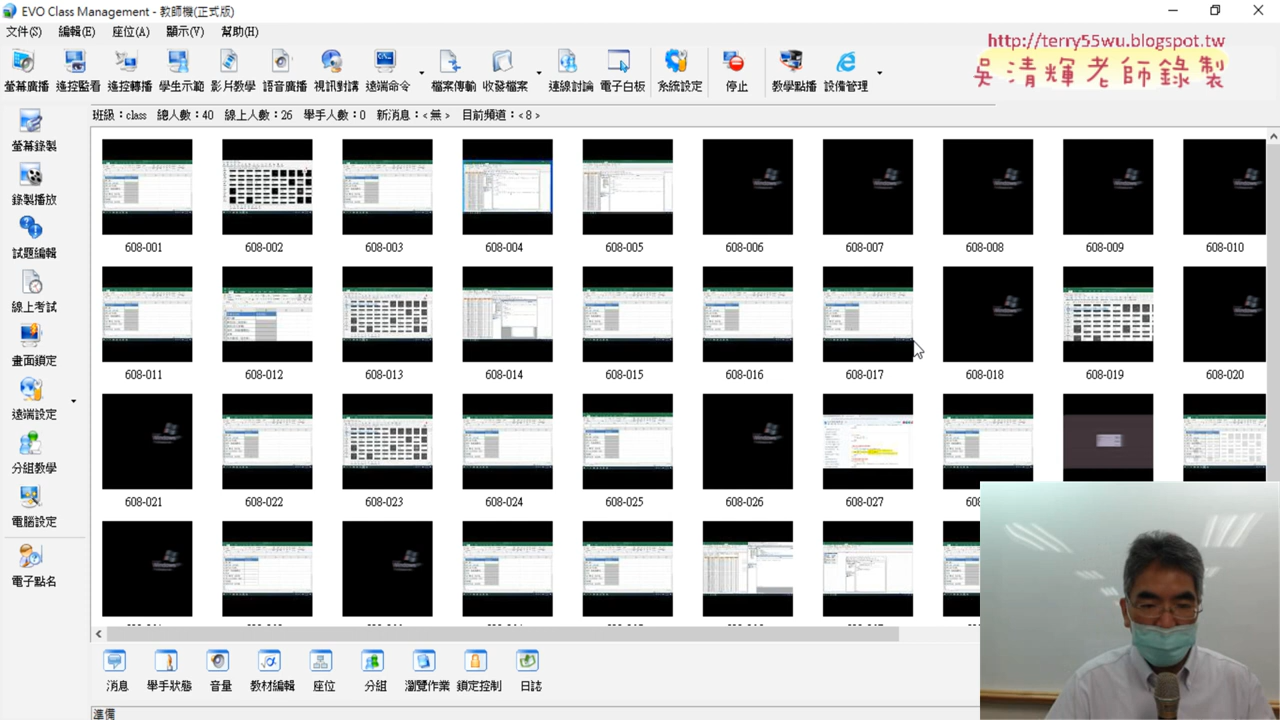 EVO Class Management - 教師機(正式版)
文件(S) 編輯(E) 座位(A) 顯示(V) 幫助(H)
http://terry55wu.blogspot.tw
吳清輝老師錄製
螢幕廣播 遠控監看 遠控轉播 學生示範 影片教學 語音廣播 視訊對講 遠端命令 檔案傳輸 收發檔案 連線討論 電子白板 系統設定 停止 教學點播 設備管理
班級：class 總人數：40 線上人數：26 舉手人數：0 新消息：<無> 目前頻道：<8>
螢幕錄製
錄製播放
試題編輯
線上考試
畫面鎖定
遠端設定
分組教學
電腦設定
電子點名
608-001 608-002 608-003 608-004 608-005 608-006 608-007 608-008 608-009 608-010
608-011 608-012 608-013 608-014 608-015 608-016 608-017 608-018 608-019 608-020
608-021 608-022 608-023 608-024 608-025 608-026 608-027
消息 舉手狀態 音量 教材編輯 座位 分組 瀏覽作業 鎖定控制 日誌
準備